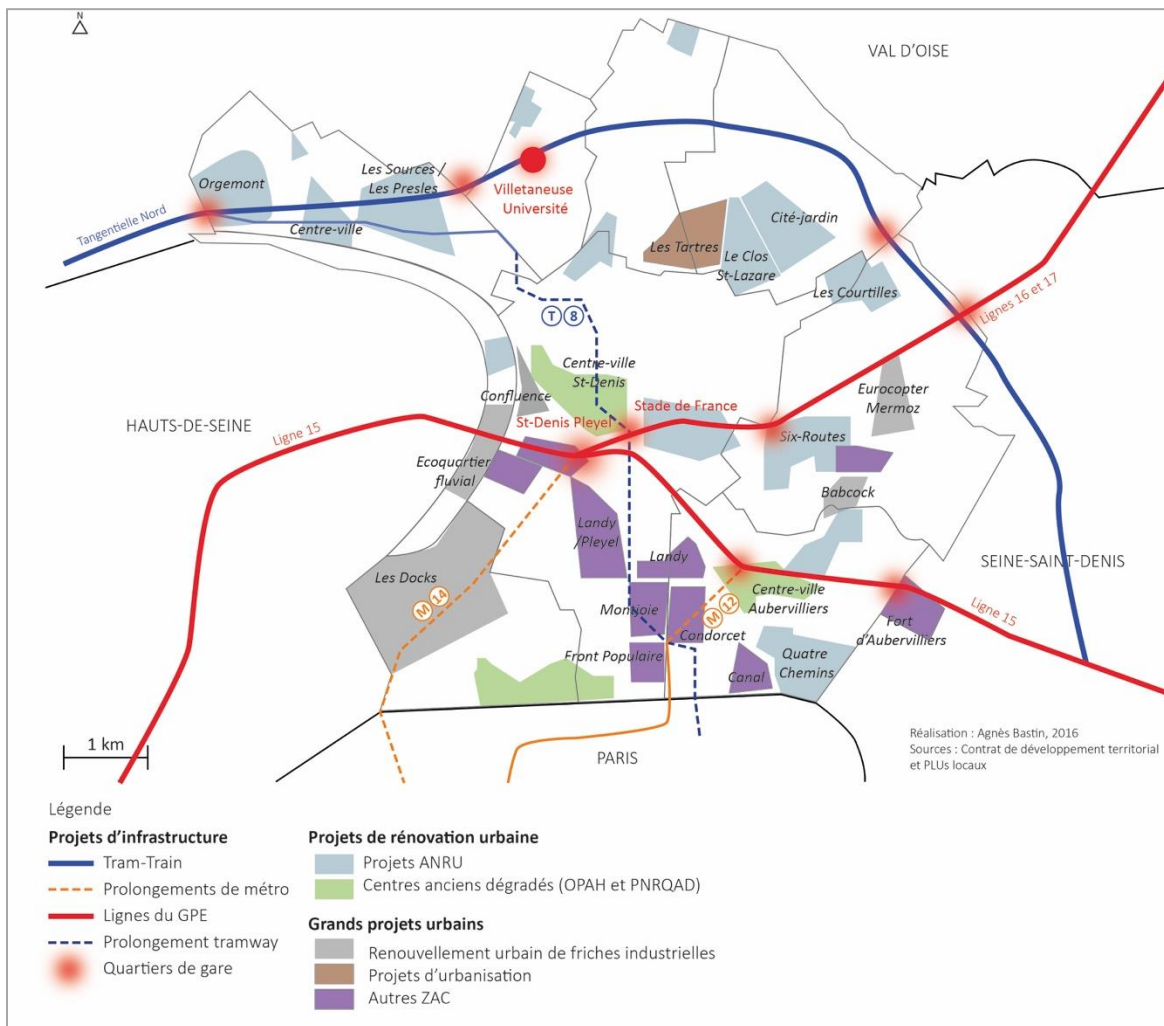 N
VAL D'OISE
Les Sources /
Les Presles
Orgemont
Villetaneuse
Université
Centre-ville
Tangentielle Nord
Cité-jardin
Les Tartres
Le Clos
St-Lazare
Les Courtilles
Lignes 16 et 17
T 8
Centre-ville
St-Denis
Confluence
Eurocopter
Mermoz
HAUTS-DE-SEINE
Stade de France
St-Denis Pleyel
Ligne 15
Six-Routes
Ecoquartier
fluvial
Babcock
Landy
/Pleyel
Landy
SEINE-SAINT-DENIS
Les Docks
M 14
Centre-ville
Aubervilliers
Montjoie
M 12
Ligne 15
Fort
d'Aubervilliers
Condorcet
Front Populaire
Quatre
Chemins
Canal
1 km
PARIS
Réalisation : Agnès Bastin, 2016
Sources : Contrat de développement territorial
et PLUs locaux
Légende
Projets d'infrastructure
Tram-Train
Prolongements de métro
Lignes du GPE
Prolongement tramway
Quartiers de gare
Projets de rénovation urbaine
Projets ANRU
Centres anciens dégradés (OPAH et PNRQAD)
Grands projets urbains
Renouvellement urbain de friches industrielles
Projets d'urbanisation
Autres ZAC